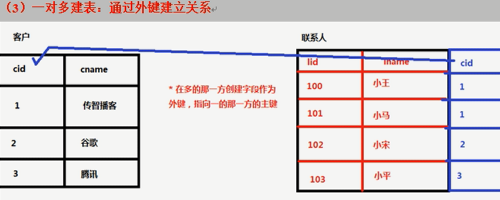 （3）一对多建表：通过外键建立关系
客户
联系人
cid cname
1 传智播客
2 谷歌
3 腾讯
* 在多的那一方创建字段作为
外键，指向一的那一方的主键
lid lname cid
100 小王 1
101 小马 1
102 小宋 2
103 小平 3